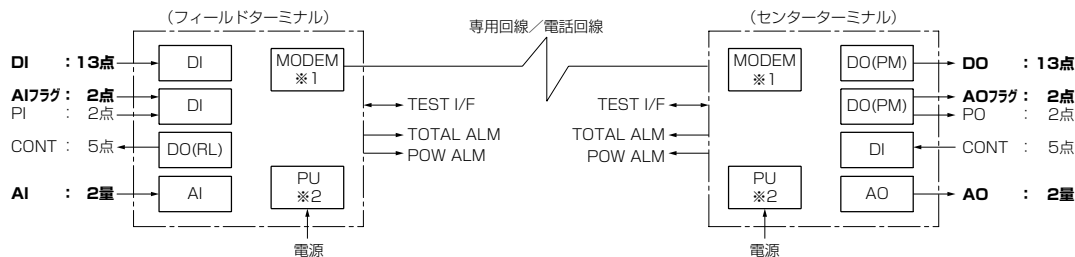 (フィールドターミナル)
専用回線/電話回線
(センターターミナル)
DI :13点
DI
MODEM
※1
AIフラグ: 2点
PI : 2点
DI
CONT : 5点
DO(RL)
AI : 2量
AI
PU
※2
電源
TEST I/F
TOTAL ALM
POW ALM
TEST I/F
TOTAL ALM
POW ALM
MODEM
※1
DO(PM)
DO :13点
DO(PM)
AOフラグ: 2点
PO : 2点
DI
CONT : 5点
PU
※2
AO
AO : 2量
電源